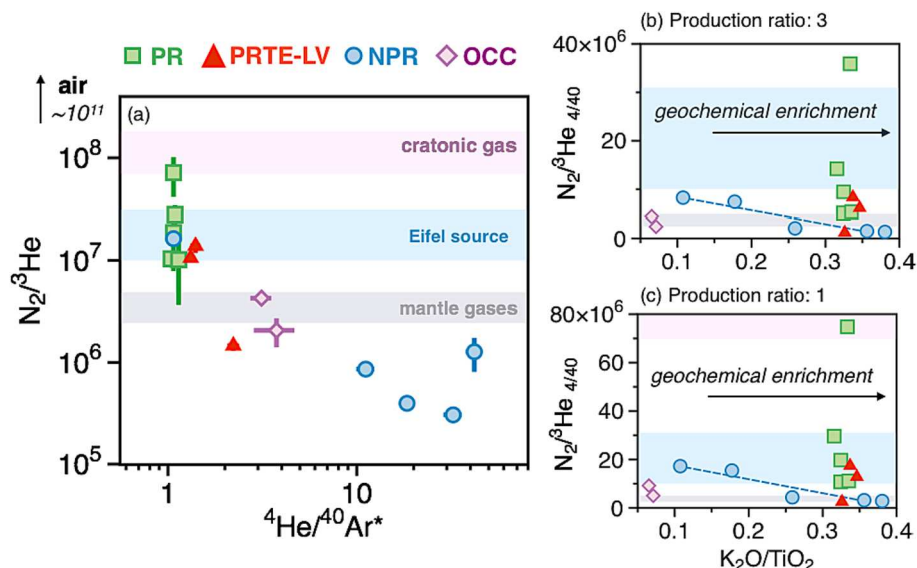 PR PRTE-LV NPR OCC
air
~10¹¹
(a)
cratonic gas
Eifel source
mantle gases
10⁸
10⁷
10⁶
10⁵
N₂/³He
1 10
⁴He/⁴⁰Ar*
(b) Production ratio: 3
40×10⁶
20
0
N₂/³He ₄/₄₀
geochemical enrichment
0.1 0.2 0.3 0.4
(c) Production ratio: 1
80×10⁶
60
40
20
0
N₂/³He ₄/₄₀
geochemical enrichment
0.1 0.2 0.3 0.4
K₂O/TiO₂